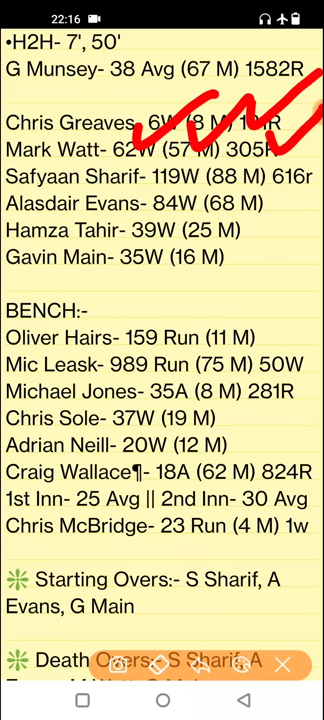 22:16
•H2H- 7', 50'
G Munsey- 38 Avg (67 M) 1582R
Chris Greaves- 6W (8 M)
Mark Watt- 62W (57 M) 305R
Safyaan Sharif- 119W (88 M) 616r
Alasdair Evans- 84W (68 M)
Hamza Tahir- 39W (25 M)
Gavin Main- 35W (16 M)
BENCH:-
Oliver Hairs- 159 Run (11 M)
Mic Leask- 989 Run (75 M) 50W
Michael Jones- 35A (8 M) 281R
Chris Sole- 37W (19 M)
Adrian Neill- 20W (12 M)
Craig Wallace¶- 18A (62 M) 824R
1st Inn- 25 Avg || 2nd Inn- 30 Avg
Chris McBridge- 23 Run (4 M) 1w
❇️ Starting Overs:- S Sharif, A
Evans, G Main
❇️ Death Overs:- S Sharif, A